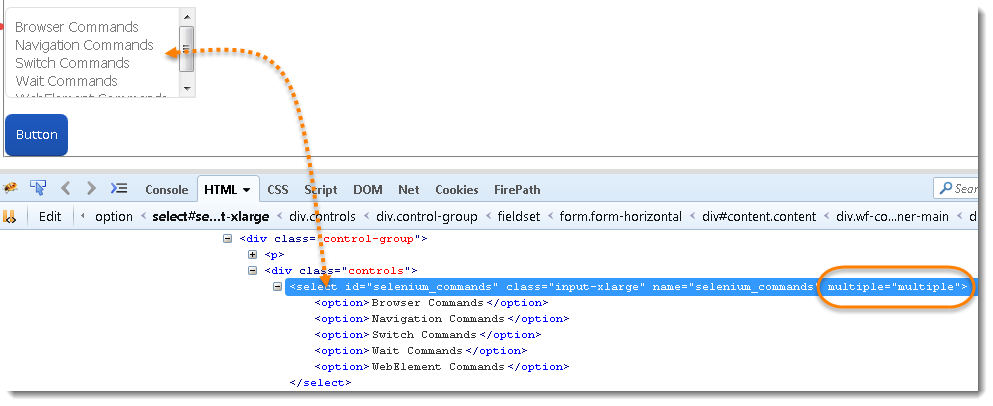 Browser Commands
Navigation Commands
Switch Commands
Wait Commands
WebElement Commands
Button
Console HTML CSS Script DOM Net Cookies FirePath
Edit option < select#se...t-xlarge < div.controls < div.control-group < fieldset < form.form-horizontal < div#content.content < div.wf-co...ner-main < d
<div class="control-group">
<p>
<div class="controls">
<select id="selenium_commands" class="input-xlarge" name="selenium_commands" multiple="multiple">
<option>Browser Commands</option>
<option>Navigation Commands</option>
<option>Switch Commands</option>
<option>Wait Commands</option>
<option>WebElement Commands</option>
</select>